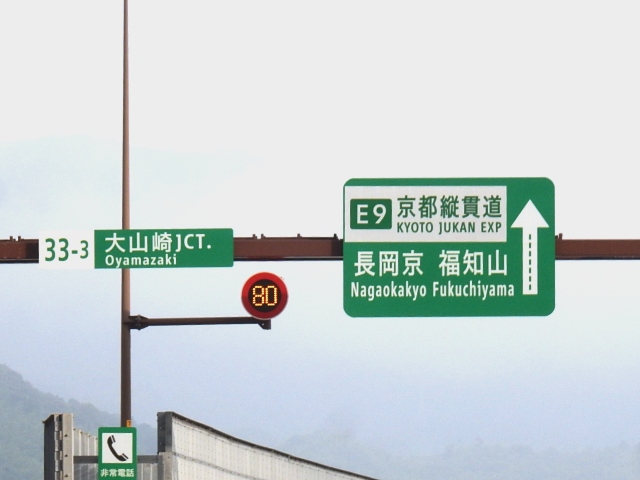 33-3
大山崎JCT.
Oyamazaki
80
E9 京都縦貫道
KYOTO JUKAN EXP
長岡京 福知山
Nagaokakyo Fukuchiyama
非常電話